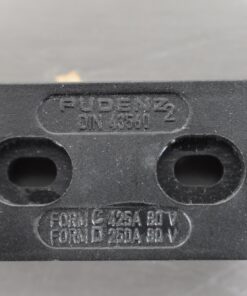 PUDENZ 2
DIN 43560
FORM C 425A 80 V
FORM D 250A 80 V